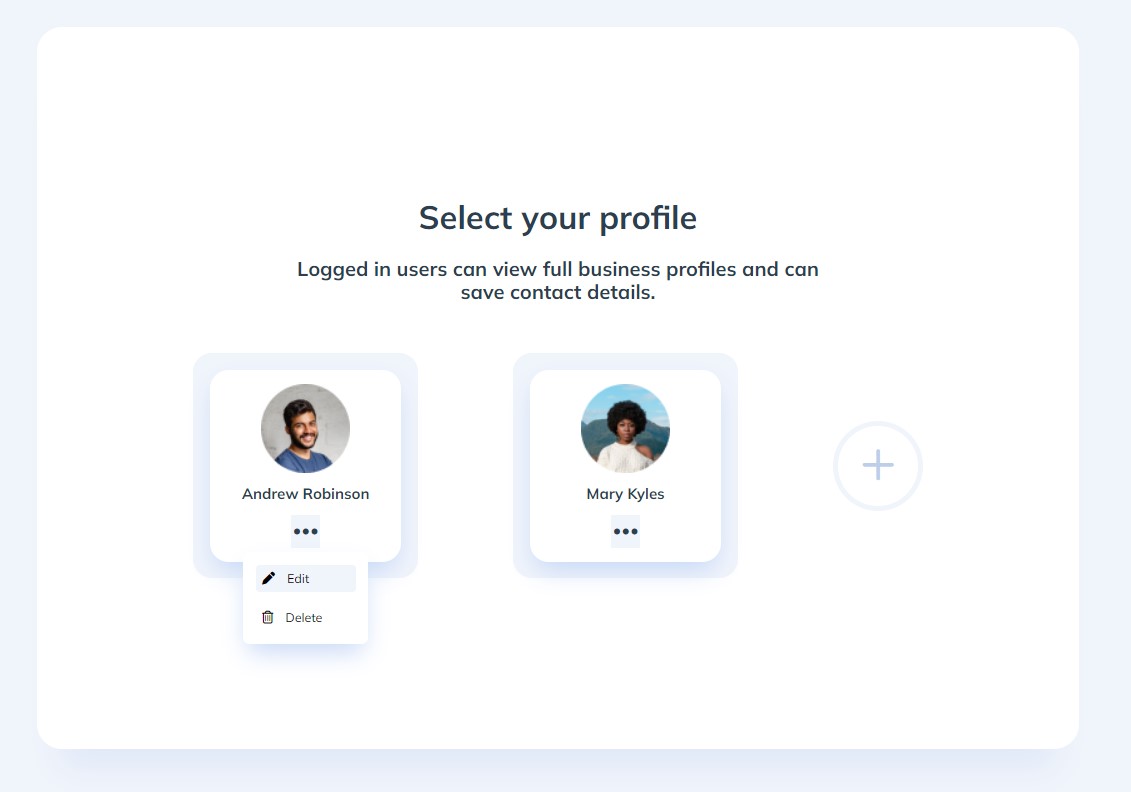 Select your profile
Logged in users can view full business profiles and can
save contact details.
Andrew Robinson
Mary Kyles
Edit
Delete